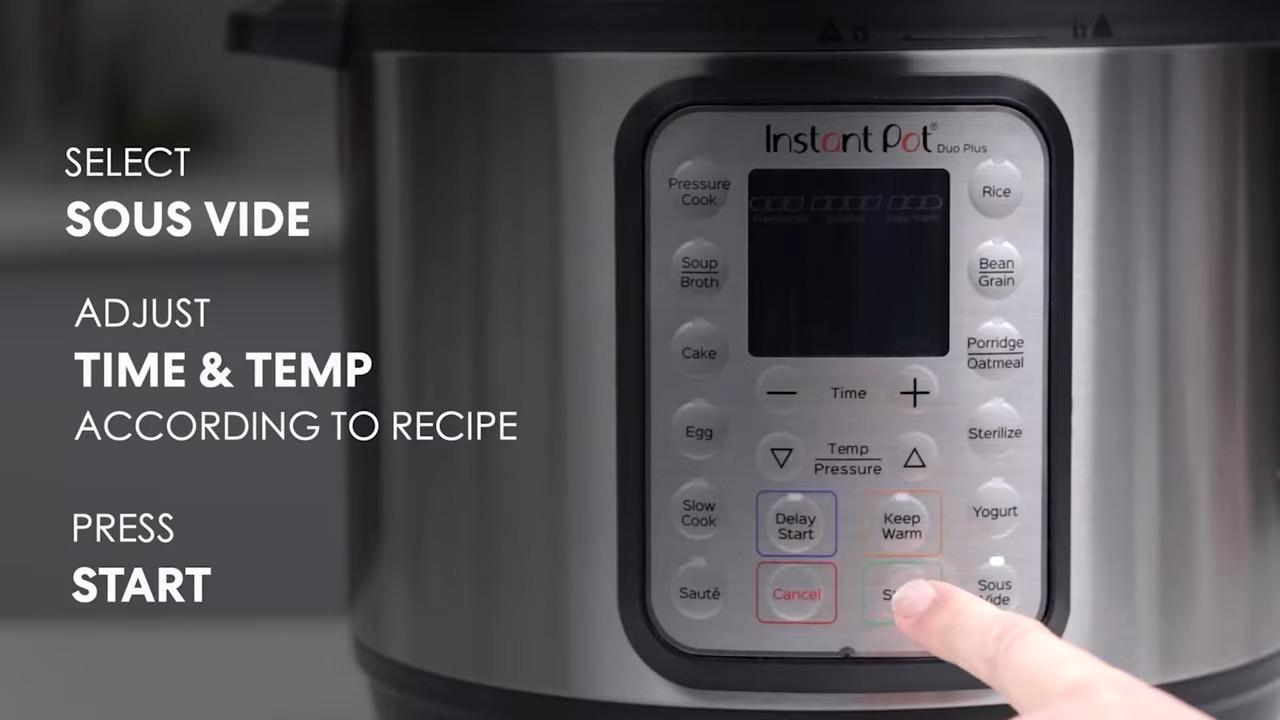 SELECT
SOUS VIDE
ADJUST
TIME & TEMP
ACCORDING TO RECIPE
PRESS
START
Instant Pot® Duo Plus
Pressure
Cook
Rice
Soup
Broth
Bean
Grain
Cake
Porridge
Oatmeal
− Time +
Egg
Temp
Pressure
Sterilize
Slow
Cook
Delay
Start
Keep
Warm
Yogurt
Sauté
Cancel
Sous
Vide